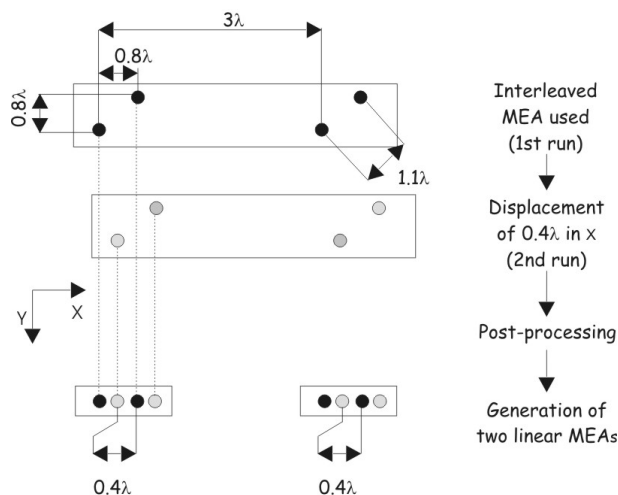 3λ
0.8λ
0.8λ
1.1λ
Interleaved
MEA used
(1st run)
Displacement
of 0.4λ in x
(2nd run)
X
Y
Post-processing
Generation of
two linear MEAs
0.4λ
0.4λ